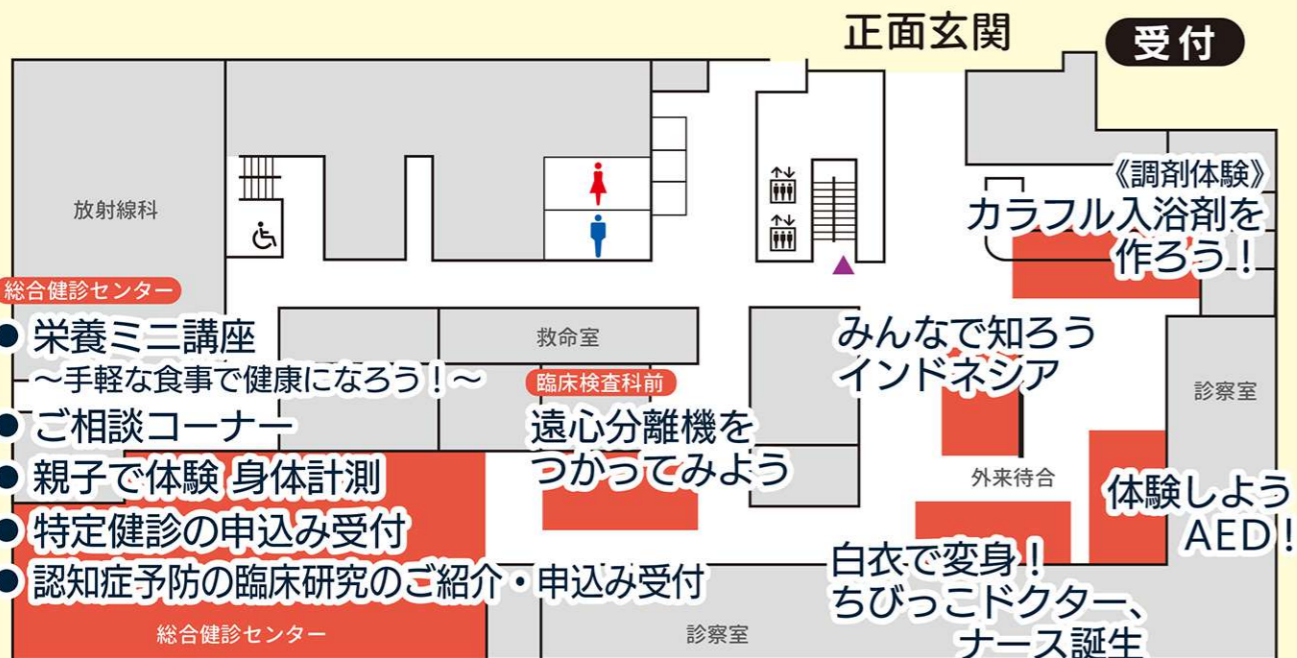 正面玄関
受付
放射線科
《調剤体験》
カラフル入浴剤を
作ろう！
総合健診センター
● 栄養ミニ講座
～手軽な食事で健康になろう！～
● ご相談コーナー
● 親子で体験 身体計測
● 特定健診の申込み受付
● 認知症予防の臨床研究のご紹介・申込み受付
総合健診センター
救命室
臨床検査科前
遠心分離機を
つかってみよう
みんなで知ろう
インドネシア
診察室
外来待合
体験しよう
AED！
白衣で変身！
ちびっこドクター、
ナース誕生
診察室